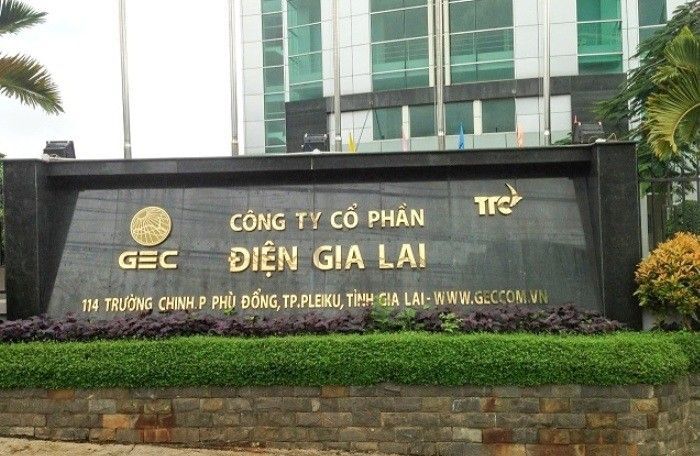 CÔNG TY CỔ PHẦN
TTC
GEC
ĐIỆN GIA LAI
114 TRƯỜNG CHINH.P PHÙ ĐỔNG,TP.PLEIKU,TỈNH GIA LAI-WWW.GECCOM.VN